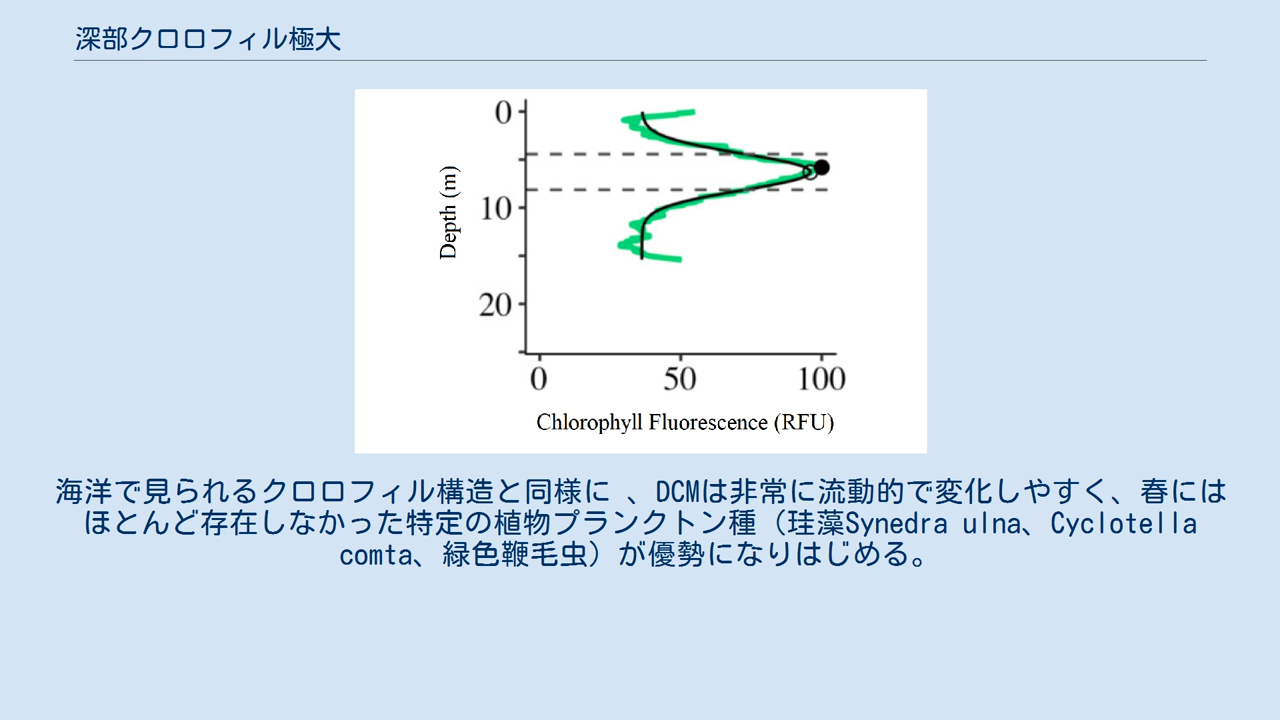 深部クロロフィル極大
0
10
20
Depth (m)
0 50 100
Chlorophyll Fluorescence (RFU)
海洋で見られるクロロフィル構造と同様に 、DCMは非常に流動的で変化しやすく、春には
ほとんど存在しなかった特定の植物プランクトン種（珪藻Synedra ulna、Cyclotella
comta、緑色鞭毛虫）が優勢になりはじめる。